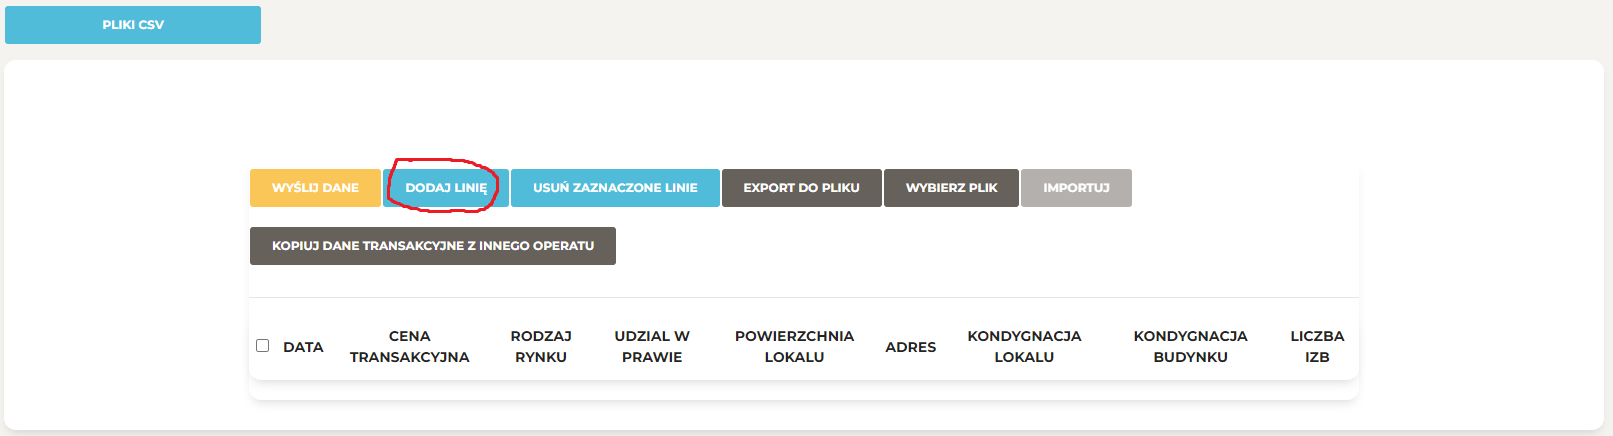 PLIKI CSV
WYŚLIJ DANE DODAJ LINIĘ USUŃ ZAZNACZONE LINIE EXPORT DO PLIKU WYBIERZ PLIK IMPORTUJ
KOPIUJ DANE TRANSAKCYJNE Z INNEGO OPERATU
DATA
CENA
TRANSAKCYJNA
RODZAJ
RYNKU
UDZIAL W
PRAWIE
POWIERZCHNIA
LOKALU
ADRES
KONDYGNACJA
LOKALU
KONDYGNACJA
BUDYNKU
LICZBA
IZB